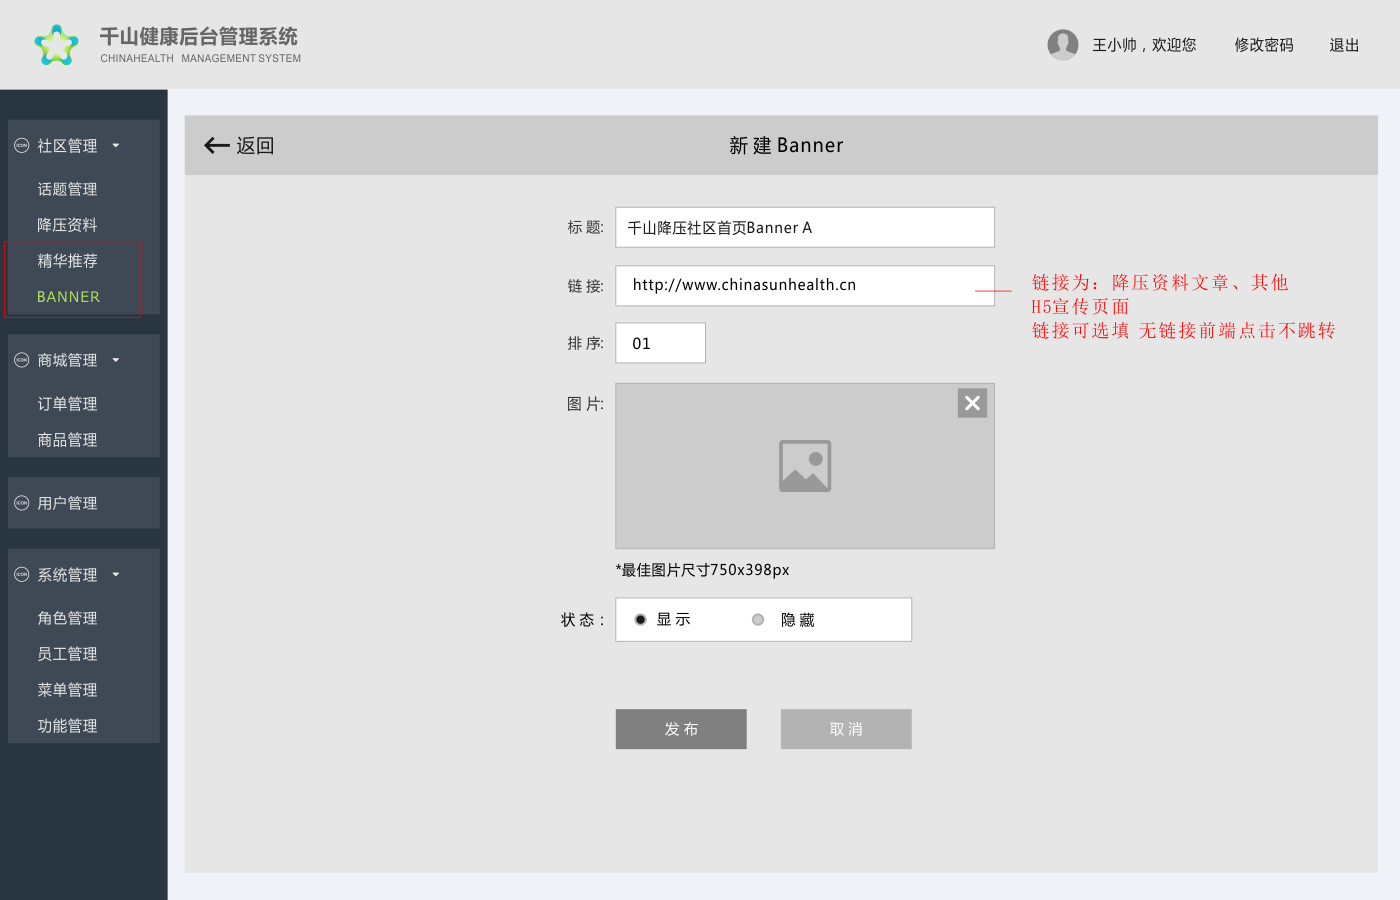 千山健康后台管理系统
CHINAHEALTH MANAGEMENT SYSTEM
王小帅，欢迎您
修改密码
退出
ICON 社区管理
话题管理
降压资料
精华推荐
BANNER
ICON 商城管理
订单管理
商品管理
ICON 用户管理
ICON 系统管理
角色管理
员工管理
菜单管理
功能管理
返回
新 建 Banner
标 题: 千山降压社区首页Banner A
链 接: http://www.chinasunhealth.cn
链接为：降压资料文章、其他
H5宣传页面
链接可选填 无链接前端点击不跳转
排 序: 01
图 片:
*最佳图片尺寸750x398px
状 态： 显 示 隐 藏
发 布 取 消